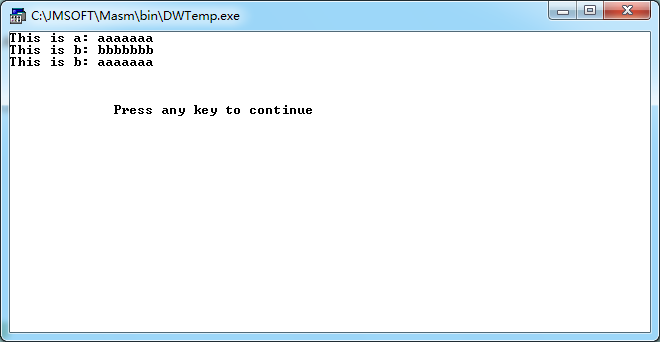 C:\JMSOFT\Masm\bin\DWTemp.exe
This is a: aaaaaaa
This is b: bbbbbbb
This is b: aaaaaaa
Press any key to continue